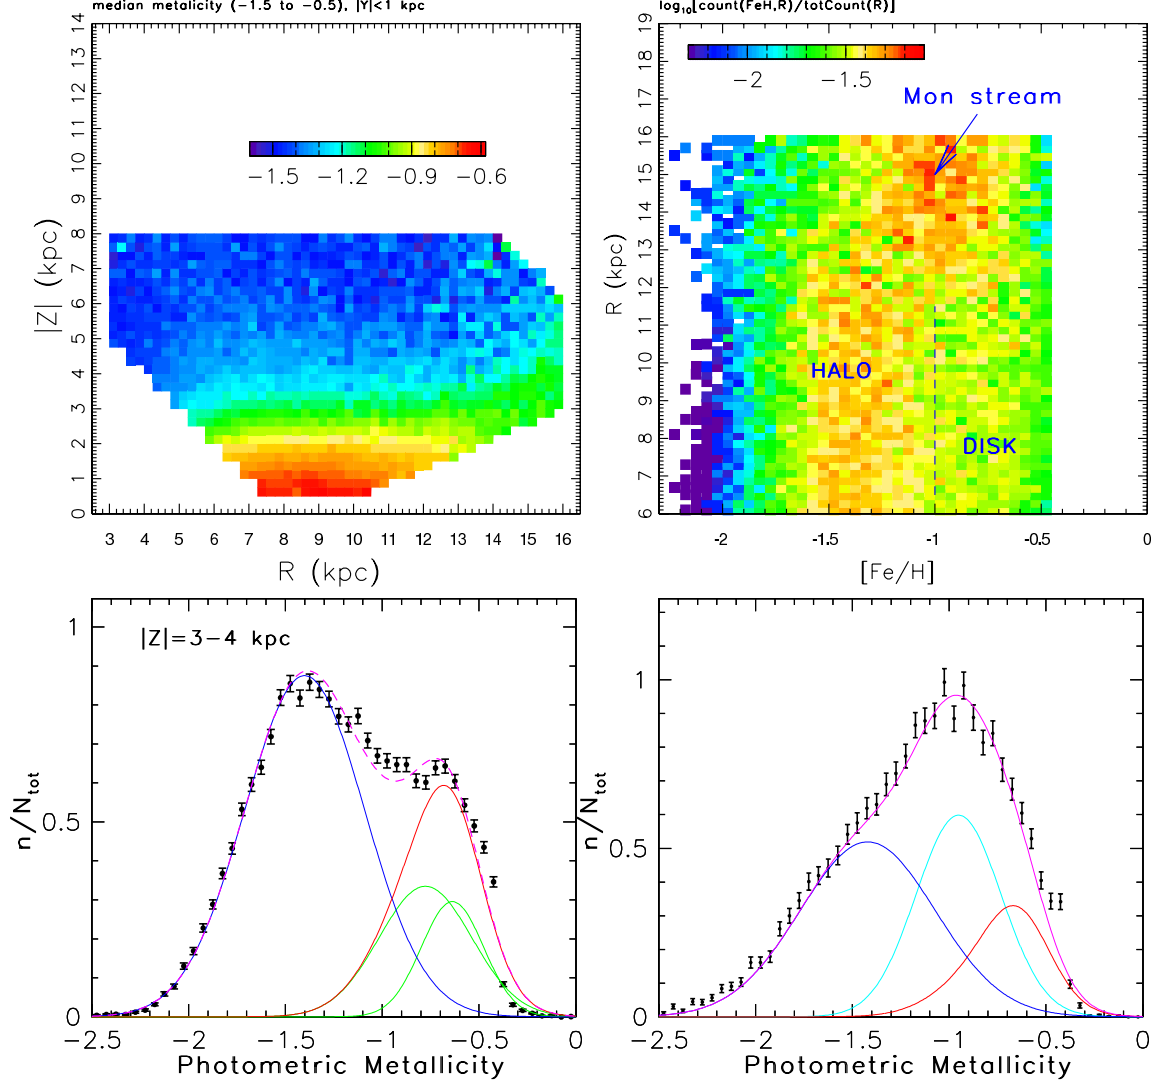 median metalicity (-1.5 to -0.5), |Y|<1 kpc
-1.5 -1.2 -0.9 -0.6
|Z| (kpc)
14
13
12
11
10
9
8
7
6
5
4
3
2
1
0
3 4 5 6 7 8 9 10 11 12 13 14 15 16
R (kpc)
log10[count(FeH,R)/totCount(R)]
-2 -1.5
Mon stream
HALO
DISK
R (kpc)
19
18
17
16
15
14
13
12
11
10
9
8
7
6
-2 -1.5 -1 -0.5 0
[Fe/H]
|Z|=3-4 kpc
n/Ntot
1
0.5
0
-2.5 -2 -1.5 -1 -0.5 0
Photometric Metallicity
n/Ntot
1
0.5
0
-2.5 -2 -1.5 -1 -0.5 0
Photometric Metallicity